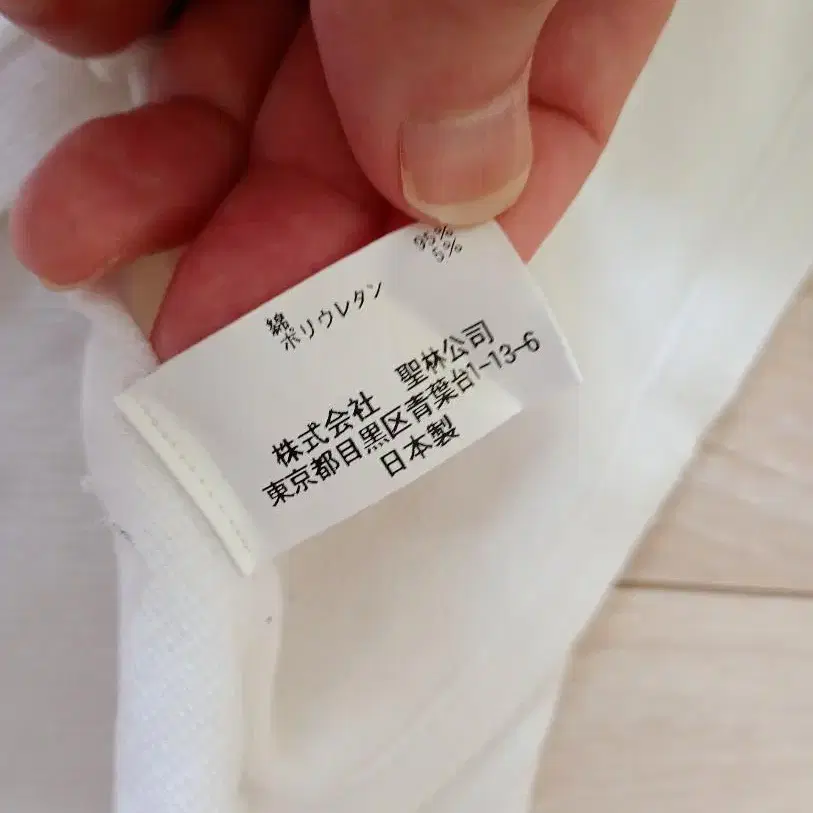 綿 95%
ポリウレタン 5%
株式会社 聖林公司
東京都目黒区青葉台1-13-6
日本製